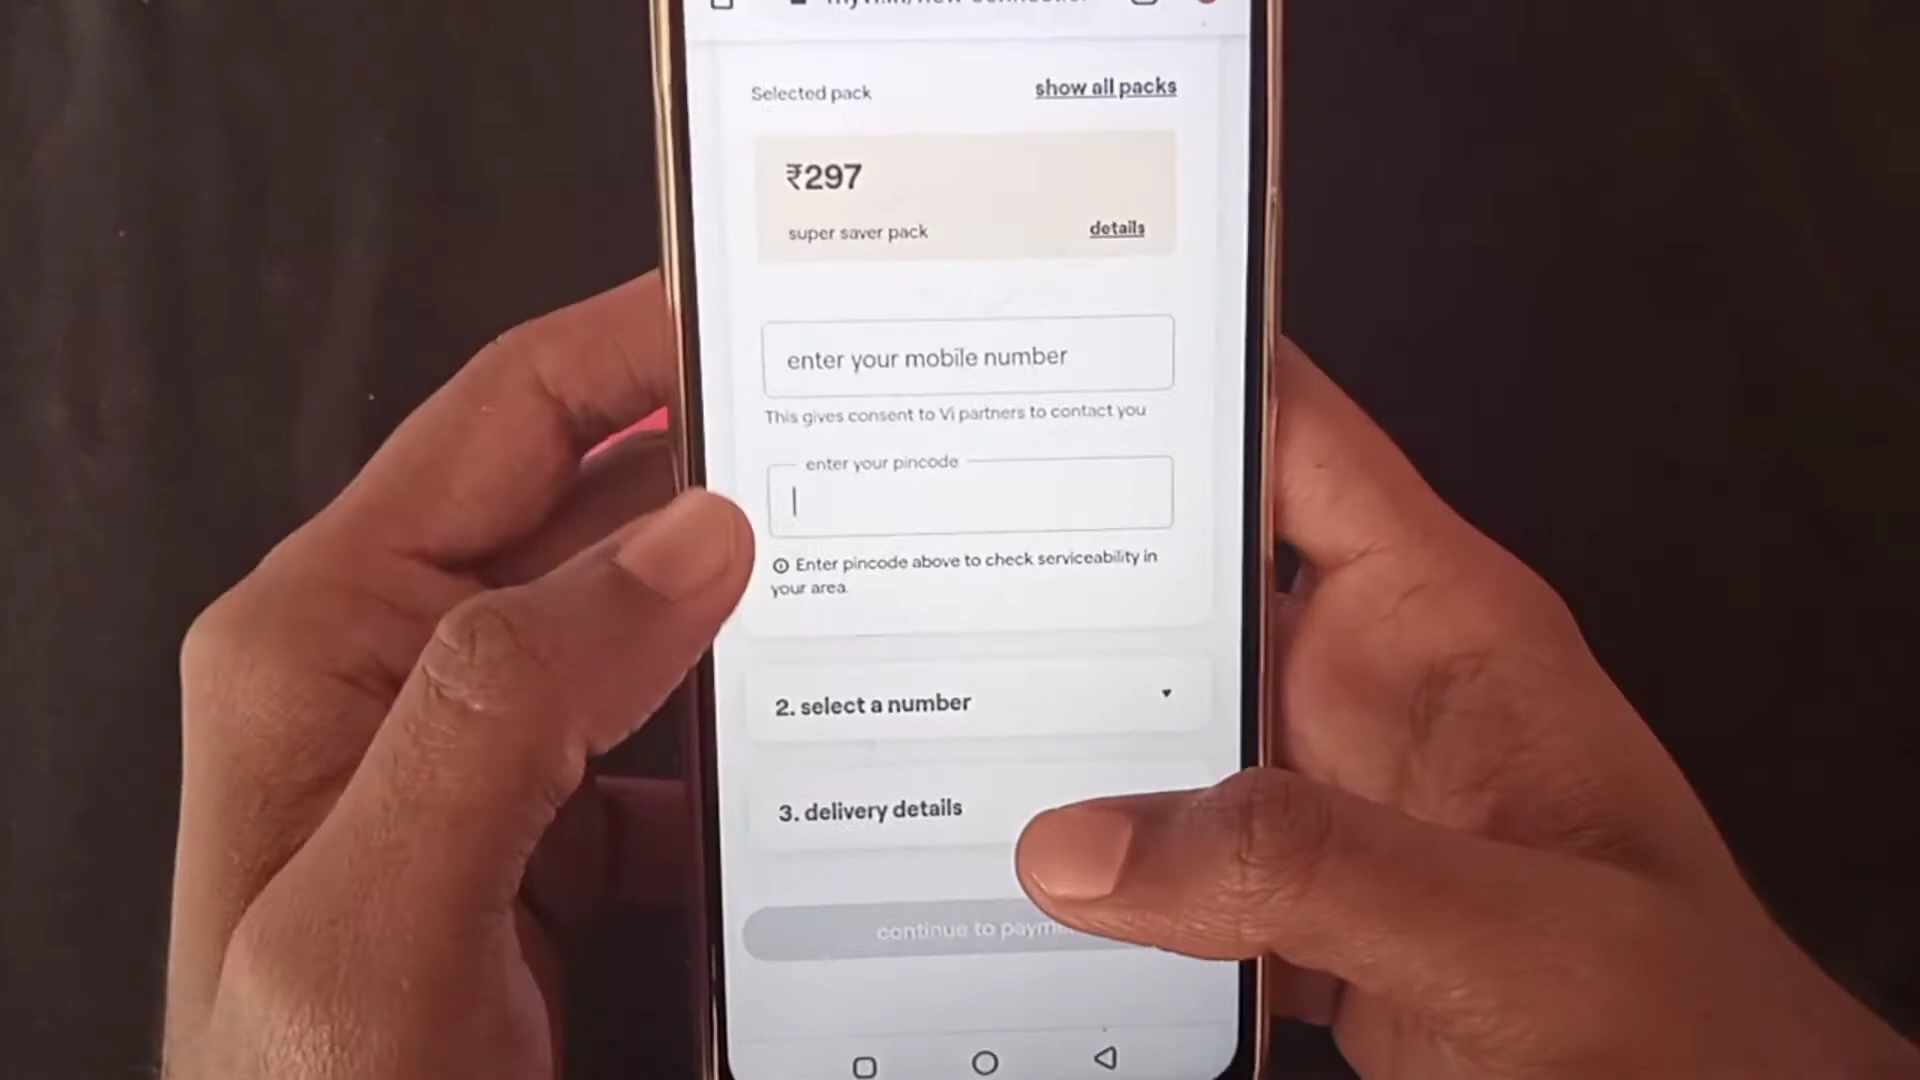 Selected pack
show all packs
₹297
super saver pack
details
enter your mobile number
This gives consent to Vi partners to contact you
enter your pincode
Enter pincode above to check serviceability in
your area.
2. select a number
3. delivery details
continue to